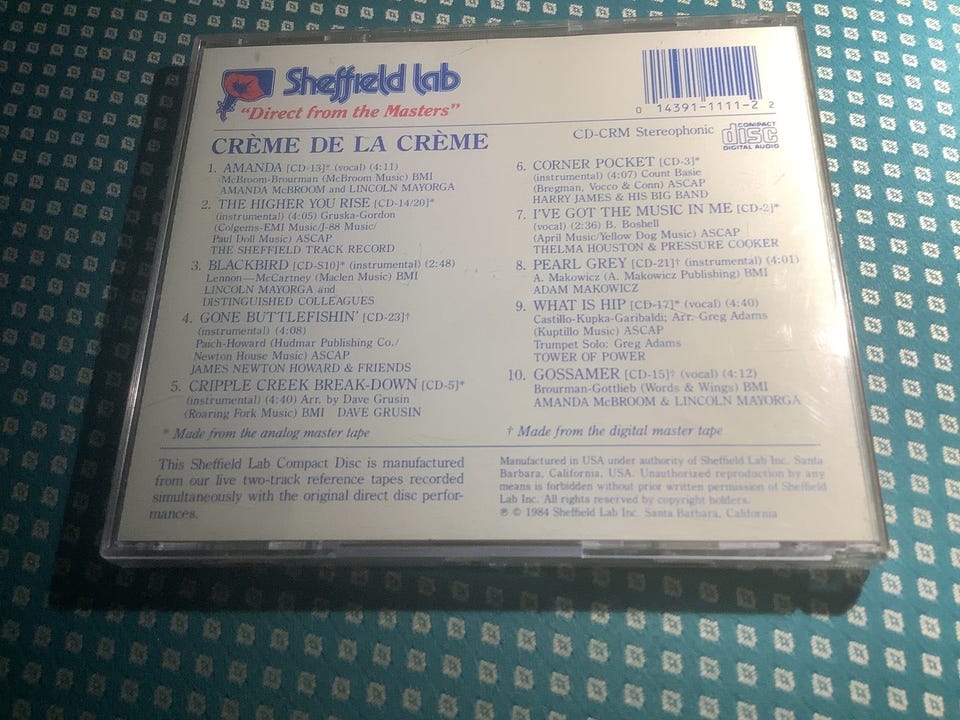 Sheffield lab
"Direct from the Masters"
0 14391-1111-2 2
CRÈME DE LA CRÈME
CD-CRM Stereophonic
COMPACT
disc
DIGITAL AUDIO
1. AMANDA [CD-13]* (vocal) (4:11)
McBroom-Brourman (McBroom Music) BMI
AMANDA McBROOM and LINCOLN MAYORGA
2. THE HIGHER YOU RISE [CD-14/20]*
(instrumental) (4:05) Gruska-Gordon
(Colgems-EMI Music/J-88 Music/
Paul Doll Music) ASCAP
THE SHEFFIELD TRACK RECORD
3. BLACKBIRD [CD-S10]* (instrumental) (2:48)
Lennon—McCartney (Maclen Music) BMI
LINCOLN MAYORGA and
DISTINGUISHED COLLEAGUES
4. GONE BUTTLEFISHIN' [CD-23]†
(instrumental) (4:08)
Paich-Howard (Hudmar Publishing Co./
Newton House Music) ASCAP
JAMES NEWTON HOWARD & FRIENDS
5. CRIPPLE CREEK BREAK-DOWN [CD-5]*
(instrumental) (4:40) Arr. by Dave Grusin
(Roaring Fork Music) BMI DAVE GRUSIN
6. CORNER POCKET [CD-3]*
(instrumental) (4:07) Count Basie
(Bregman, Vocco & Conn) ASCAP
HARRY JAMES & HIS BIG BAND
7. I'VE GOT THE MUSIC IN ME [CD-2]*
(vocal) (2:36) B. Boshell
(April Music/Yellow Dog Music) ASCAP
THELMA HOUSTON & PRESSURE COOKER
8. PEARL GREY [CD-21]† (instrumental) (4:01)
A. Makowicz (A. Makowicz Publishing) BMI
ADAM MAKOWICZ
9. WHAT IS HIP [CD-17]* (vocal) (4:40)
Castillo-Kupka-Garibaldi; Arr. Greg Adams
(Kuptillo Music) ASCAP
Trumpet Solo: Greg Adams
TOWER OF POWER
10. GOSSAMER [CD-15]† (vocal) (4:12)
Brourman-Gottlieb (Words & Wings) BMI
AMANDA McBROOM & LINCOLN MAYORGA
* Made from the analog master tape
† Made from the digital master tape
This Sheffield Lab Compact Disc is manufactured
from our live two-track reference tapes recorded
simultaneously with the original direct disc perfor-
mances.
Manufactured in USA under authority of Sheffield Lab Inc. Santa
Barbara, California, USA. Unauthorized reproduction by any
means is forbidden without prior written permission of Sheffield
Lab Inc. All rights reserved by copyright holders.
℗ © 1984 Sheffield Lab Inc. Santa Barbara, California